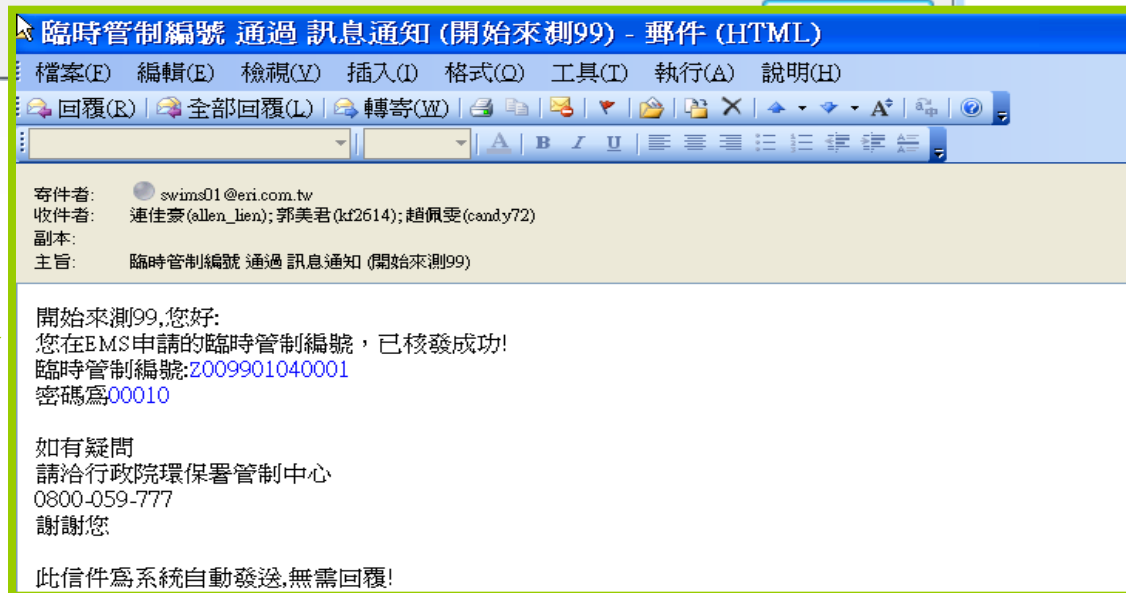 臨時管制編號 通過 訊息通知 (開始來測99) - 郵件 (HTML)
檔案(F) 編輯(E) 檢視(V) 插入(I) 格式(O) 工具(T) 執行(A) 說明(H)
回覆(R) 全部回覆(L) 轉寄(W)
A B I U
寄件者: swims01@eri.com.tw
收件者: 連佳豪(allen_lien); 郭美君(kf2614); 趙佩雯(candy72)
副本:
主旨: 臨時管制編號 通過 訊息通知 (開始來測99)
開始來測99,您好:
您在EMS申請的臨時管制編號，已核發成功!
臨時管制編號:Z009901040001
密碼為00010
如有疑問
請洽行政院環保署管制中心
0800-059-777
謝謝您
此信件為系統自動發送,無需回覆!